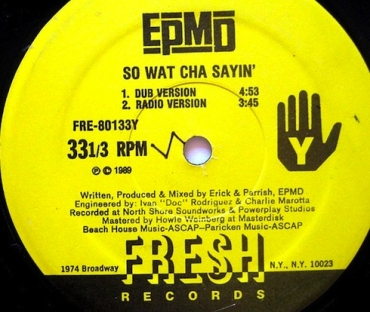 EPMD
SO WAT CHA SAYIN'
1. DUB VERSION 4:53
2. RADIO VERSION 3:45
FRE-80133Y
33 1/3 RPM
Ⓟ © 1989
Y
Written, Produced & Mixed by Erick & Parrish, EPMD
Engineered by: Ivan "Doc" Rodriguez & Charlie Marotta
Recorded at North Shore Soundworks & Powerplay Studios
Mastered by Howie Weinberg at Masterdisk
Beach House Music-ASCAP-Paricken Music-ASCAP
1974 Broadway FRESH N.Y., N.Y. 10023
RECORDS